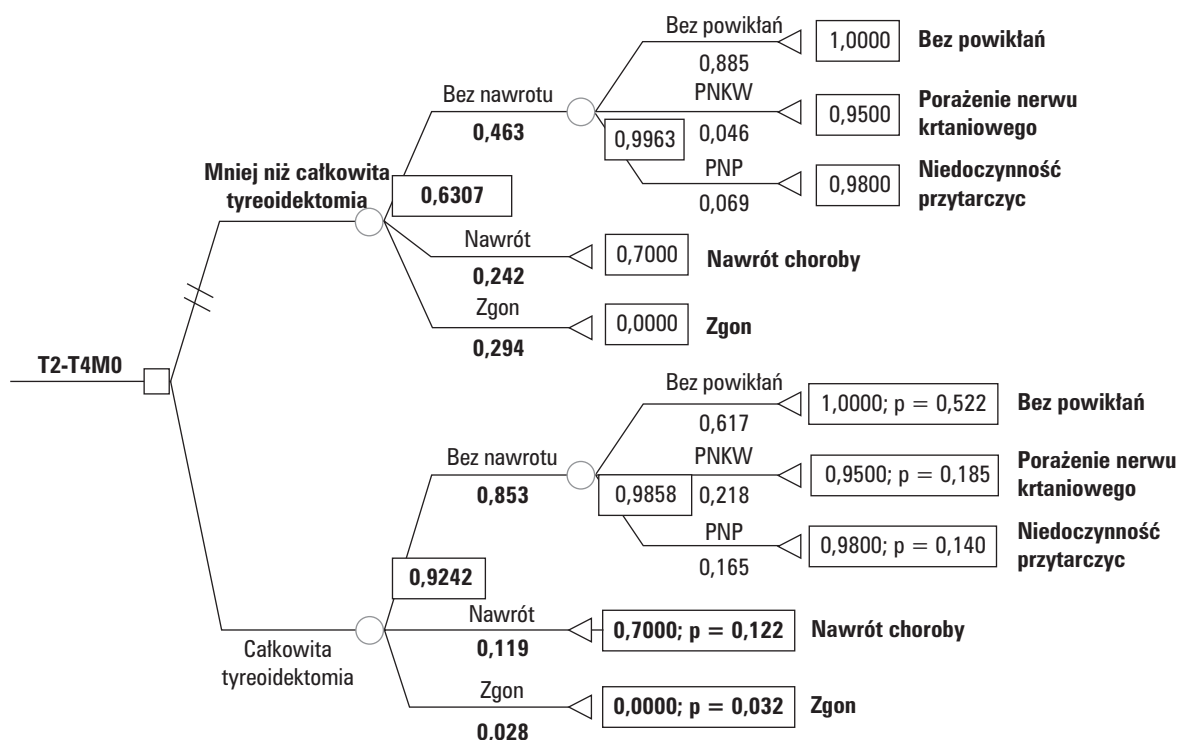 Bez powikłań
0,885
1,0000
Bez powikłań
Bez nawrotu
0,463
PNKW
0,046
0,9500
Porażenie nerwu
krtaniowego
0,9963
PNP
0,069
0,9800
Niedoczynność
przytarczyc
Mniej niż całkowita
tyreoidektomia
0,6307
Nawrót
0,242
0,7000
Nawrót choroby
Zgon
0,294
0,0000
Zgon
T2-T4M0
Bez powikłań
0,617
1,0000; p = 0,522
Bez powikłań
Bez nawrotu
0,853
PNKW
0,218
0,9500; p = 0,185
Porażenie nerwu
krtaniowego
0,9858
PNP
0,165
0,9800; p = 0,140
Niedoczynność
przytarczyc
0,9242
Całkowita
tyreoidektomia
Nawrót
0,119
0,7000; p = 0,122
Nawrót choroby
Zgon
0,028
0,0000; p = 0,032
Zgon